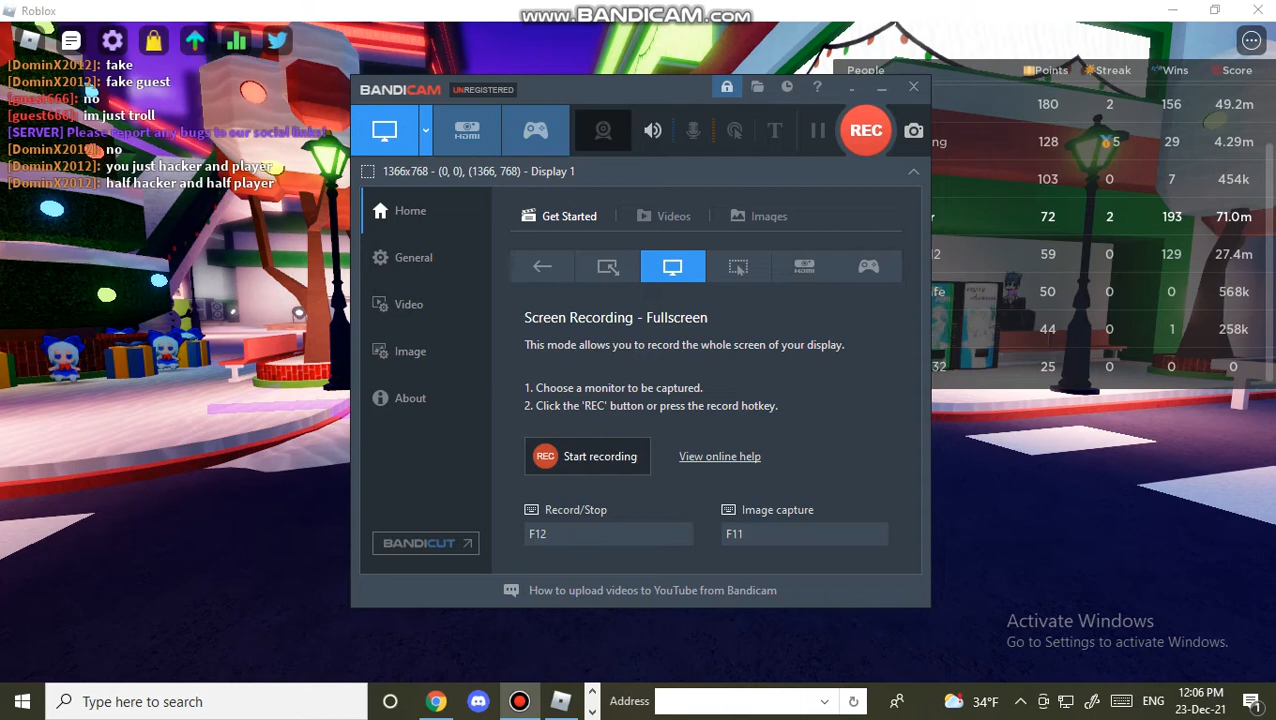 Roblox
www.BANDICAM.com
[DominX2012]: fake
[DominX2012]: fake guest
[guest666]: no
[guest666]: im just troll
[SERVER] Please report any bugs to our social links!
[DominX2012]: no
[DominX2012]: you just hacker and player
[DominX2012]: half hacker and half player
BANDICAM UNREGISTERED
REC
1366x768 - (0, 0), (1366, 768) - Display 1
Home
General
Video
Image
About
BANDICUT
Get Started
Videos
Images
Screen Recording - Fullscreen
This mode allows you to record the whole screen of your display.
1. Choose a monitor to be captured.
2. Click the 'REC' button or press the record hotkey.
REC Start recording
View online help
Record/Stop
Image capture
F12
F11
How to upload videos to YouTube from Bandicam
People Points Streak Wins Score
180 2 156 49.2m
128 5 29 4.29m
103 0 7 454k
72 2 193 71.0m
59 0 129 27.4m
50 0 0 568k
44 0 1 258k
25 0 0
Activate Windows
Go to Settings to activate Windows.
Type here to search
Address
34°F
ENG
12:06 PM
23-Dec-21
1